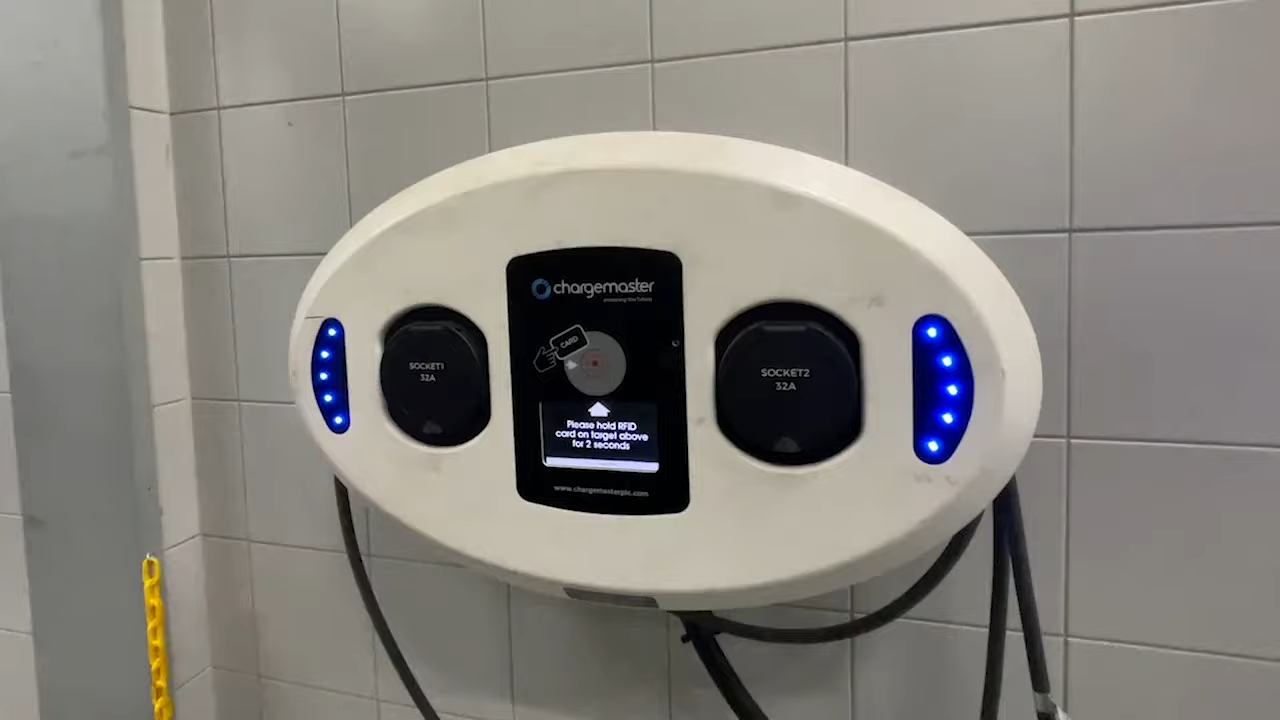 chargemaster
CARD
SOCKET1
32A
SOCKET2
32A
Please hold RFID
card on target above
for 2 seconds
www.chargemasterplc.com